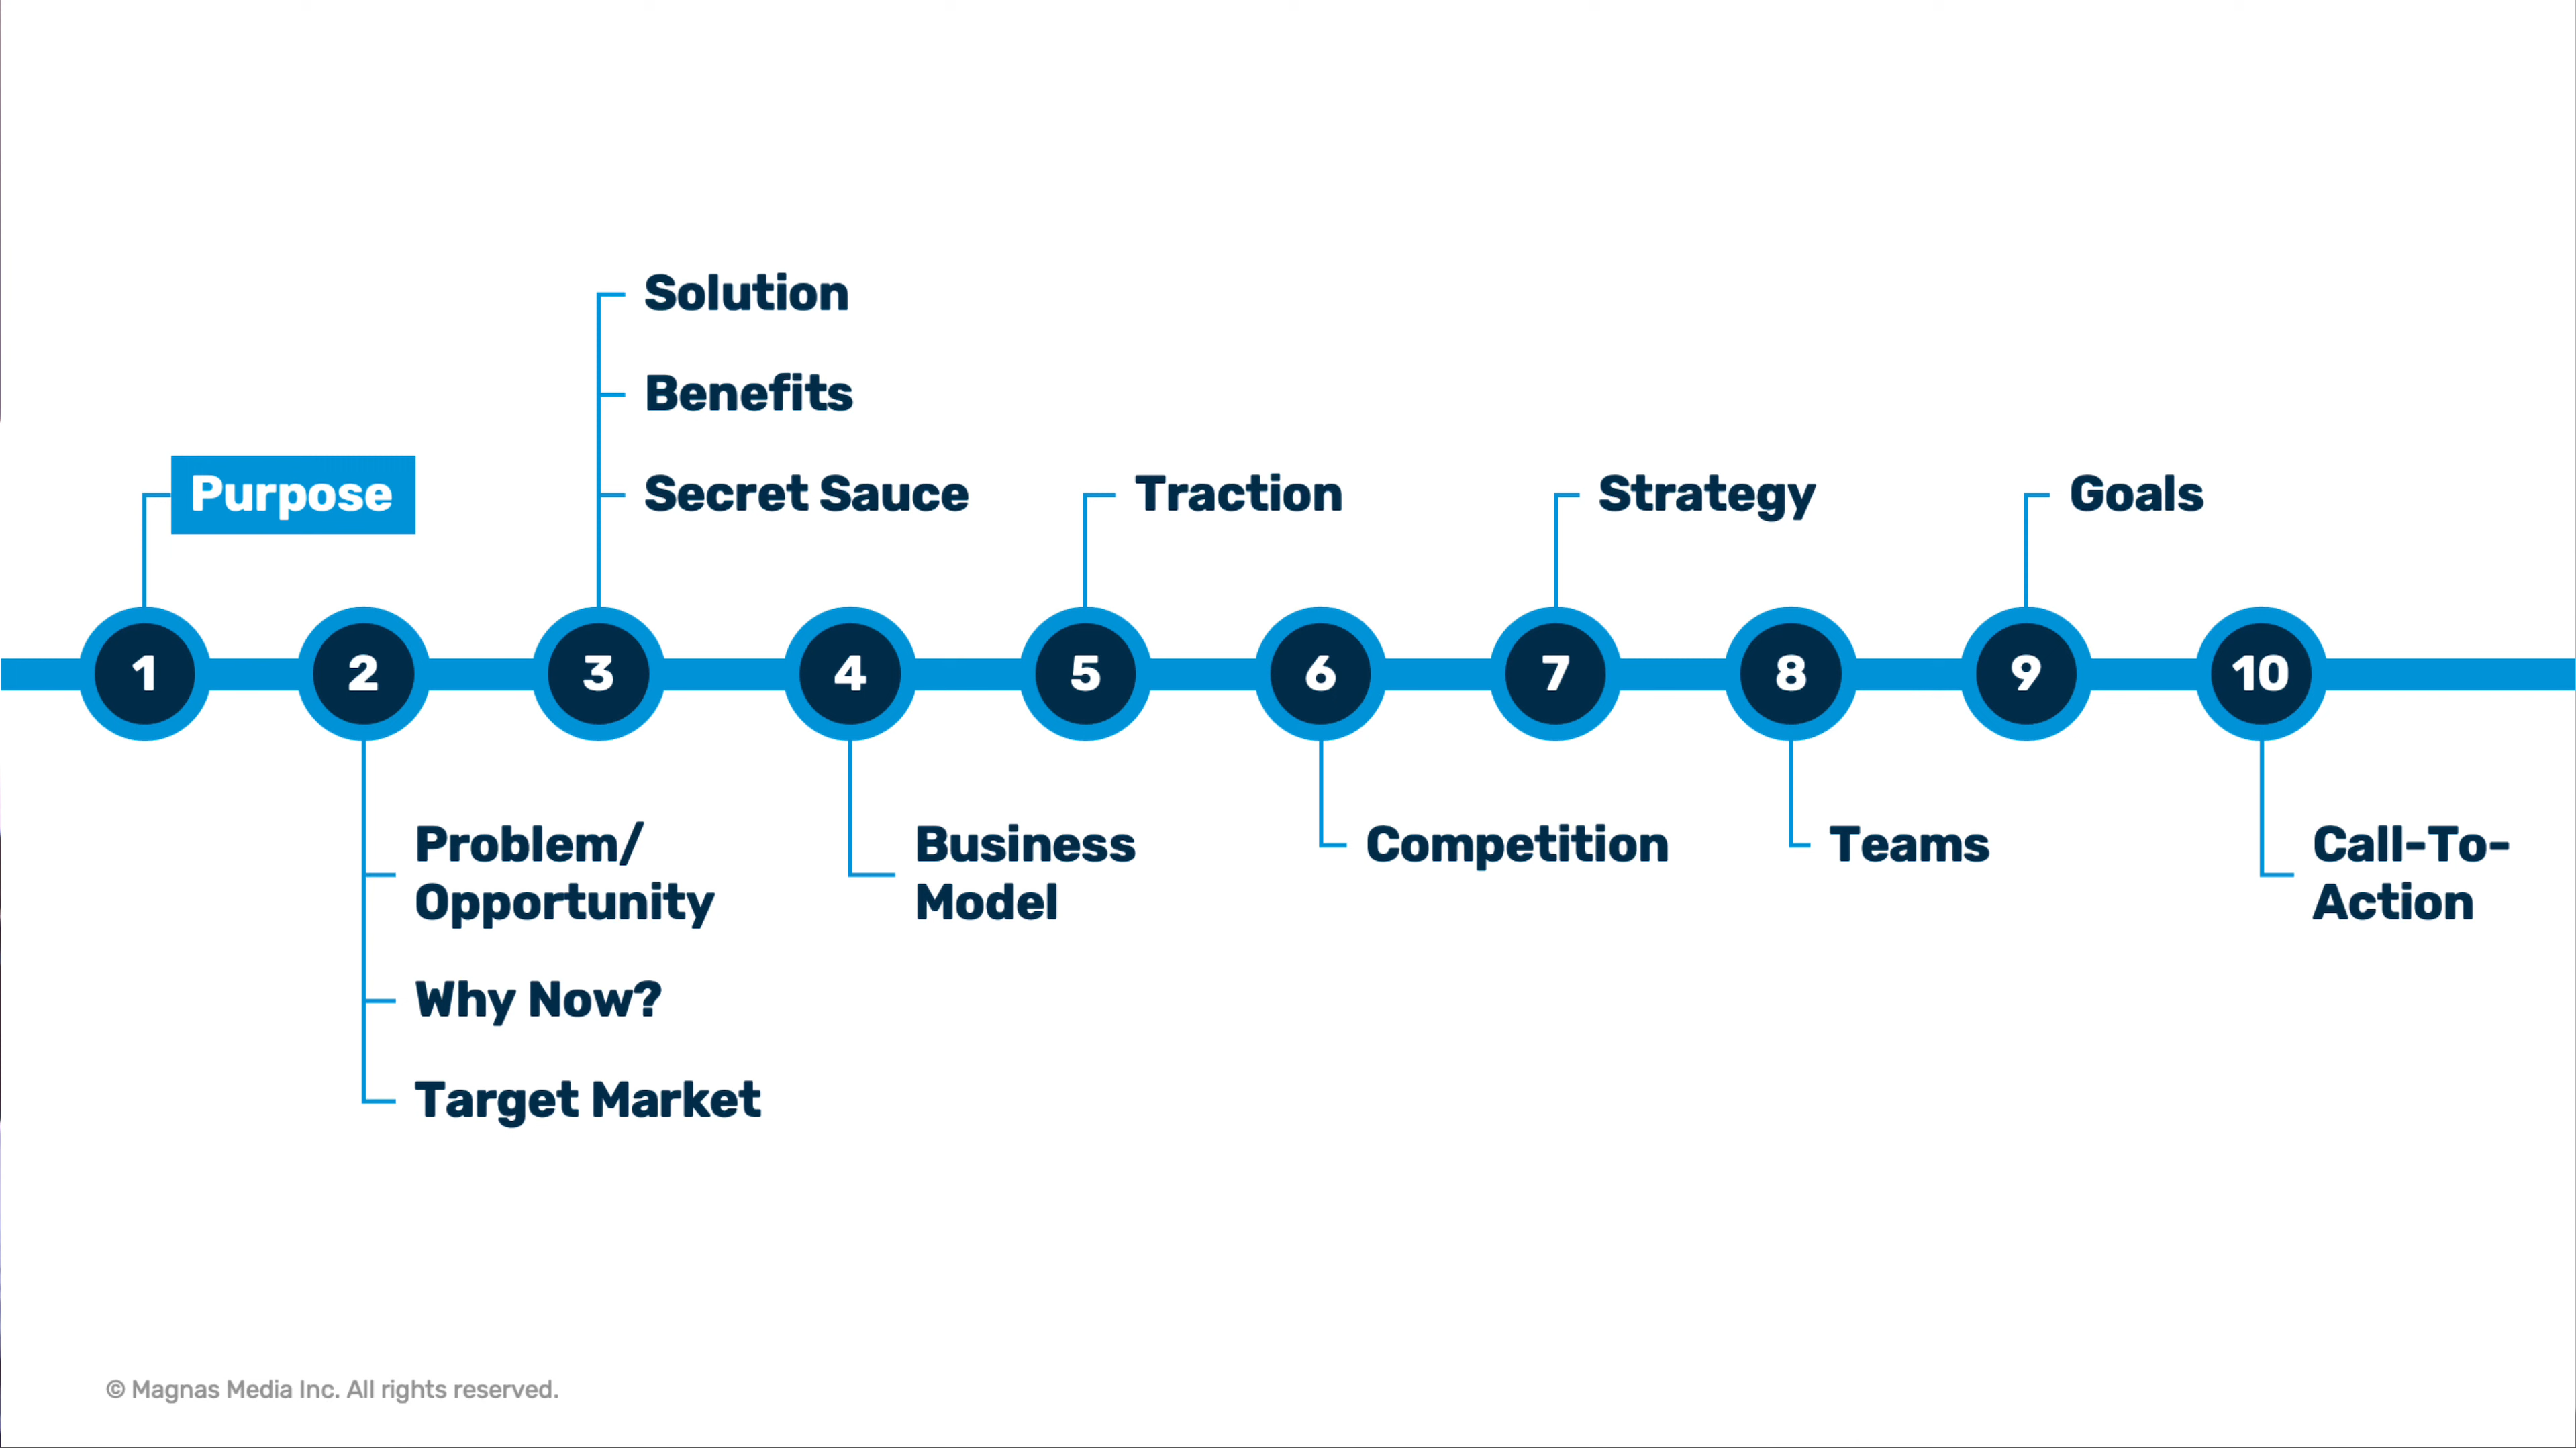 1
Purpose
2
Problem/
Opportunity
Why Now?
Target Market
3
Solution
Benefits
Secret Sauce
4
Business
Model
5
Traction
6
Competition
7
Strategy
8
Teams
9
Goals
10
Call-To-
Action
© Magnas Media Inc. All rights reserved.